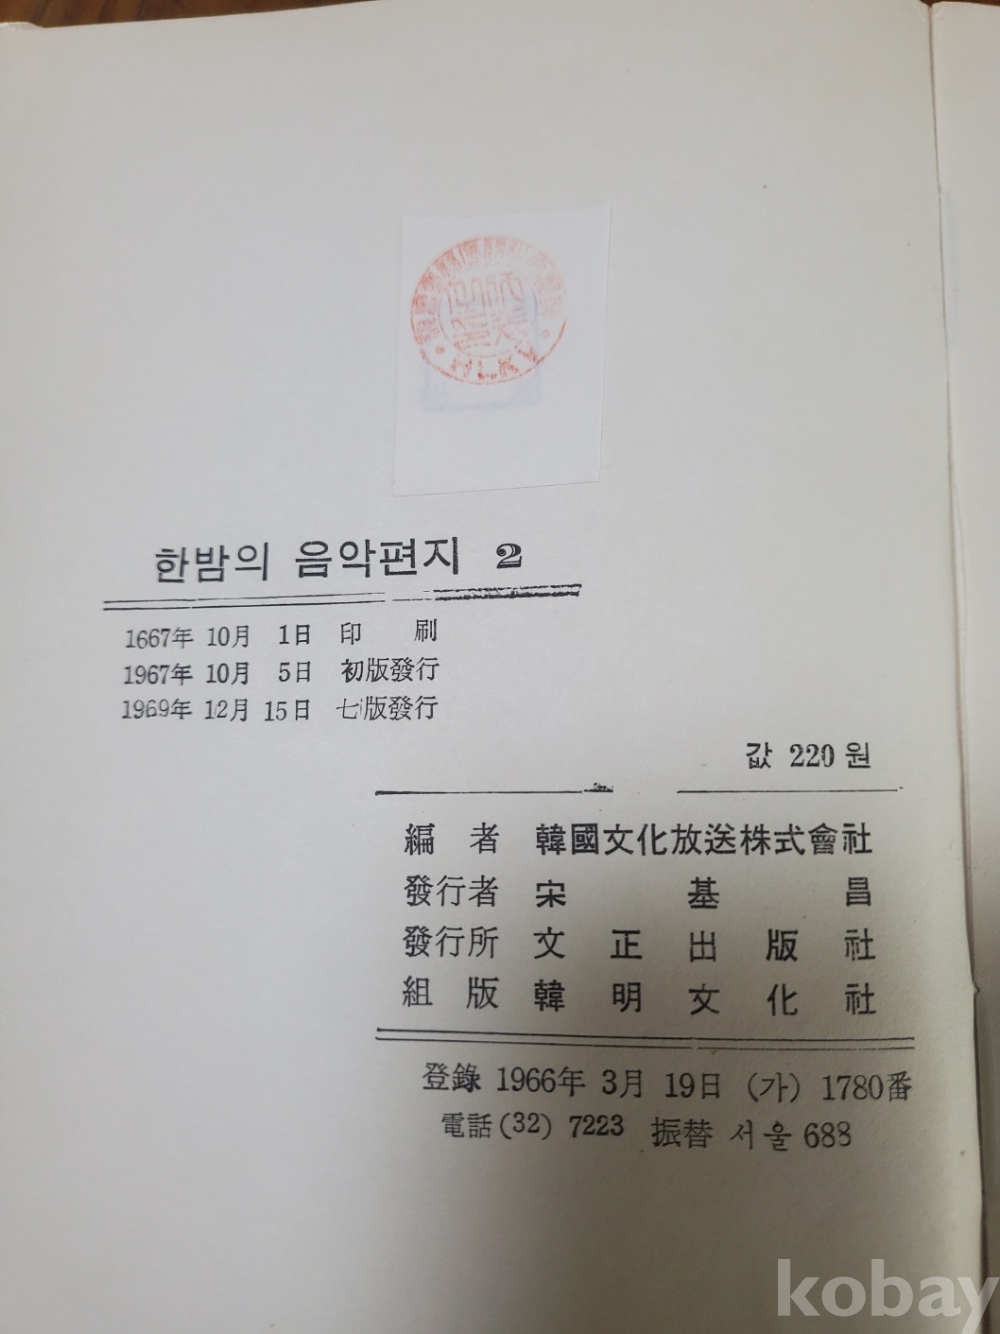 HLKV
한밤의 음악편지 2
1667年 10月 1日 印 刷
1967年 10月 5日 初版發行
1969年 12月 15日 七版發行
값 220원
編 者 韓國文化放送株式會社
發行者 宋 基 昌
發行所 文 正 出 版 社
組 版 韓 明 文 化 社
登錄 1966年 3月 19日 (가) 1780番
電話 (32) 7223 振替 서울 688
kobay